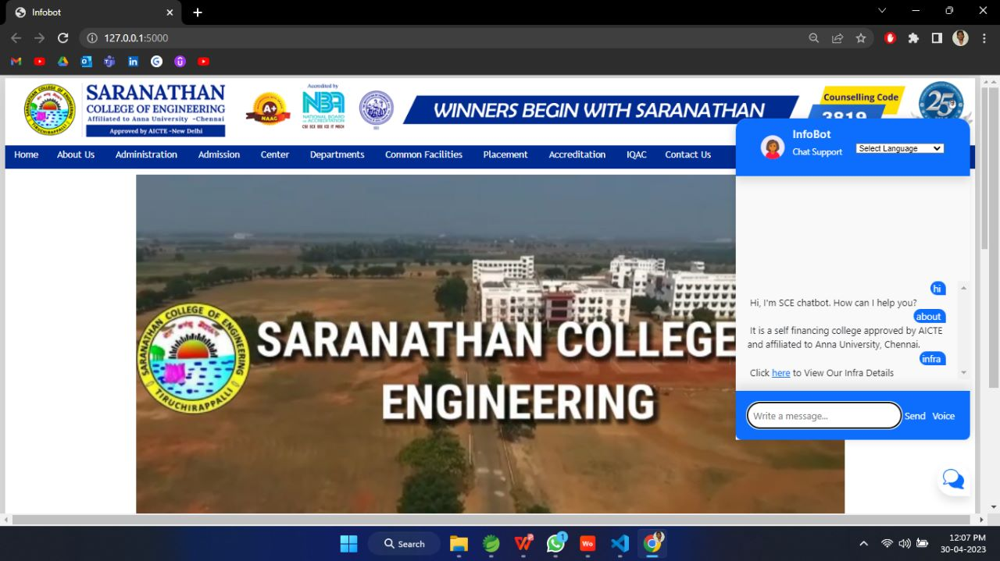 Infobot
127.0.0.1:5000
SARANATHAN
COLLEGE OF ENGINEERING
Affiliated to Anna University -Chennai
Approved by AICTE -New Delhi
SARANATHAN COLLEGE OF ENGINEERING
A+
NAAC
Accredited by
NBA
NATIONAL BOARD
of ACCREDITATION
WINNERS BEGIN WITH SARANATHAN
Counselling Code
3819
25
Home About Us Administration Admission Center Departments Common Facilities Placement Accreditation IQAC Contact Us
SARANATHAN COLLEGE
ENGINEERING
SARANATHAN COLLEGE OF ENGINEERING
TIRUCHIRAPPALLI
InfoBot
Chat Support
Select Language
hi
Hi, I'm SCE chatbot. How can I help you?
about
It is a self financing college approved by AICTE
and affiliated to Anna University, Chennai.
infra
Click here to View Our Infra Details
Write a message... Send Voice
Search
12:07 PM
30-04-2023